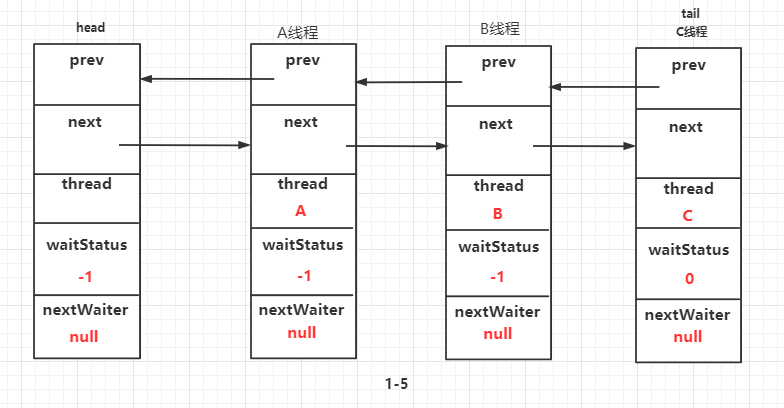 head
prev
next
thread
waitStatus
-1
nextWaiter
null
A线程
prev
next
thread
A
waitStatus
-1
nextWaiter
null
B线程
prev
next
thread
B
waitStatus
-1
nextWaiter
null
tail
C线程
prev
next
thread
C
waitStatus
0
nextWaiter
null
1-5